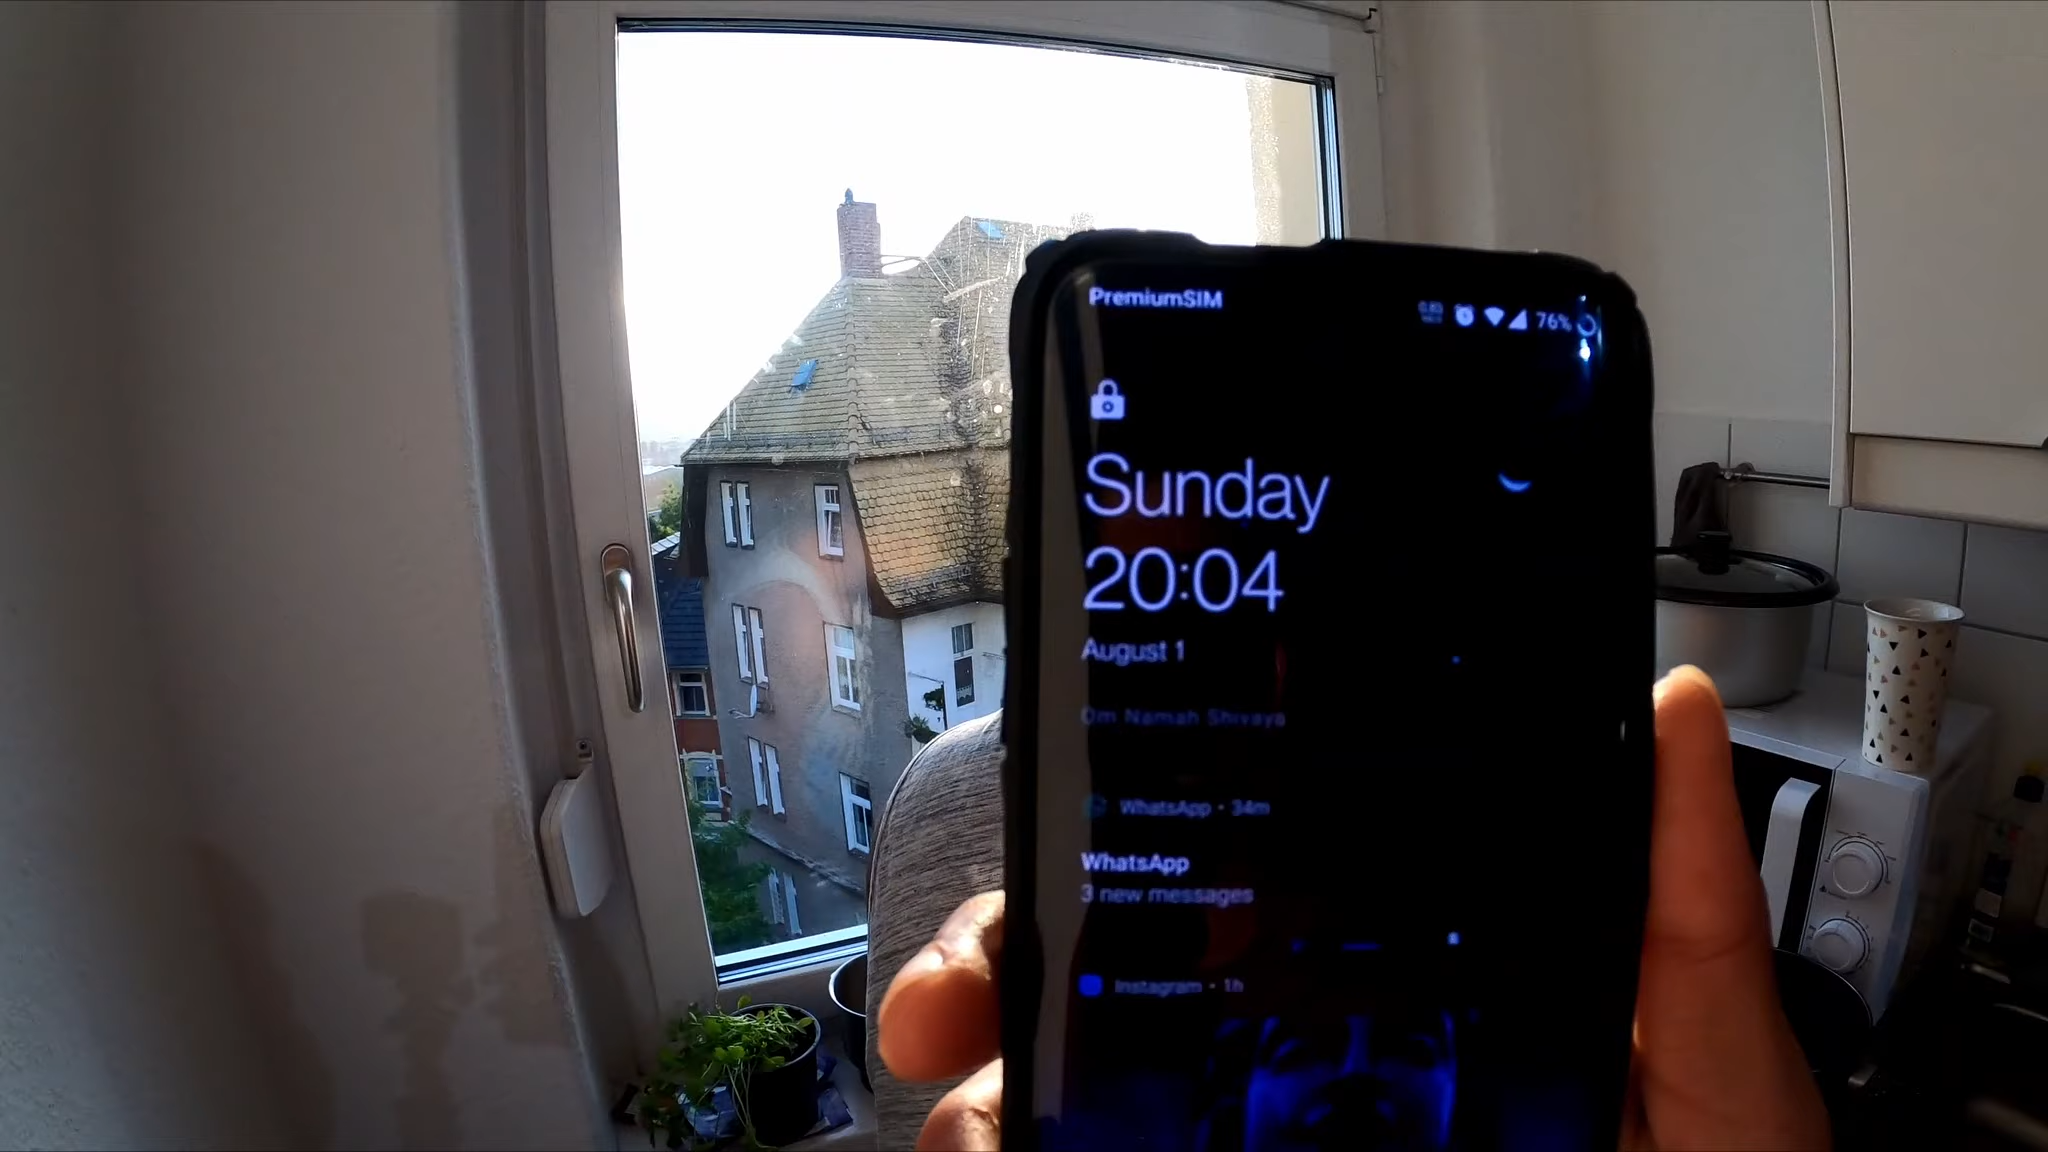 PremiumSIM
76%
Sunday
20:04
August 1
Om Namah Shivaya
WhatsApp • 34m
WhatsApp
3 new messages
Instagram • 1h